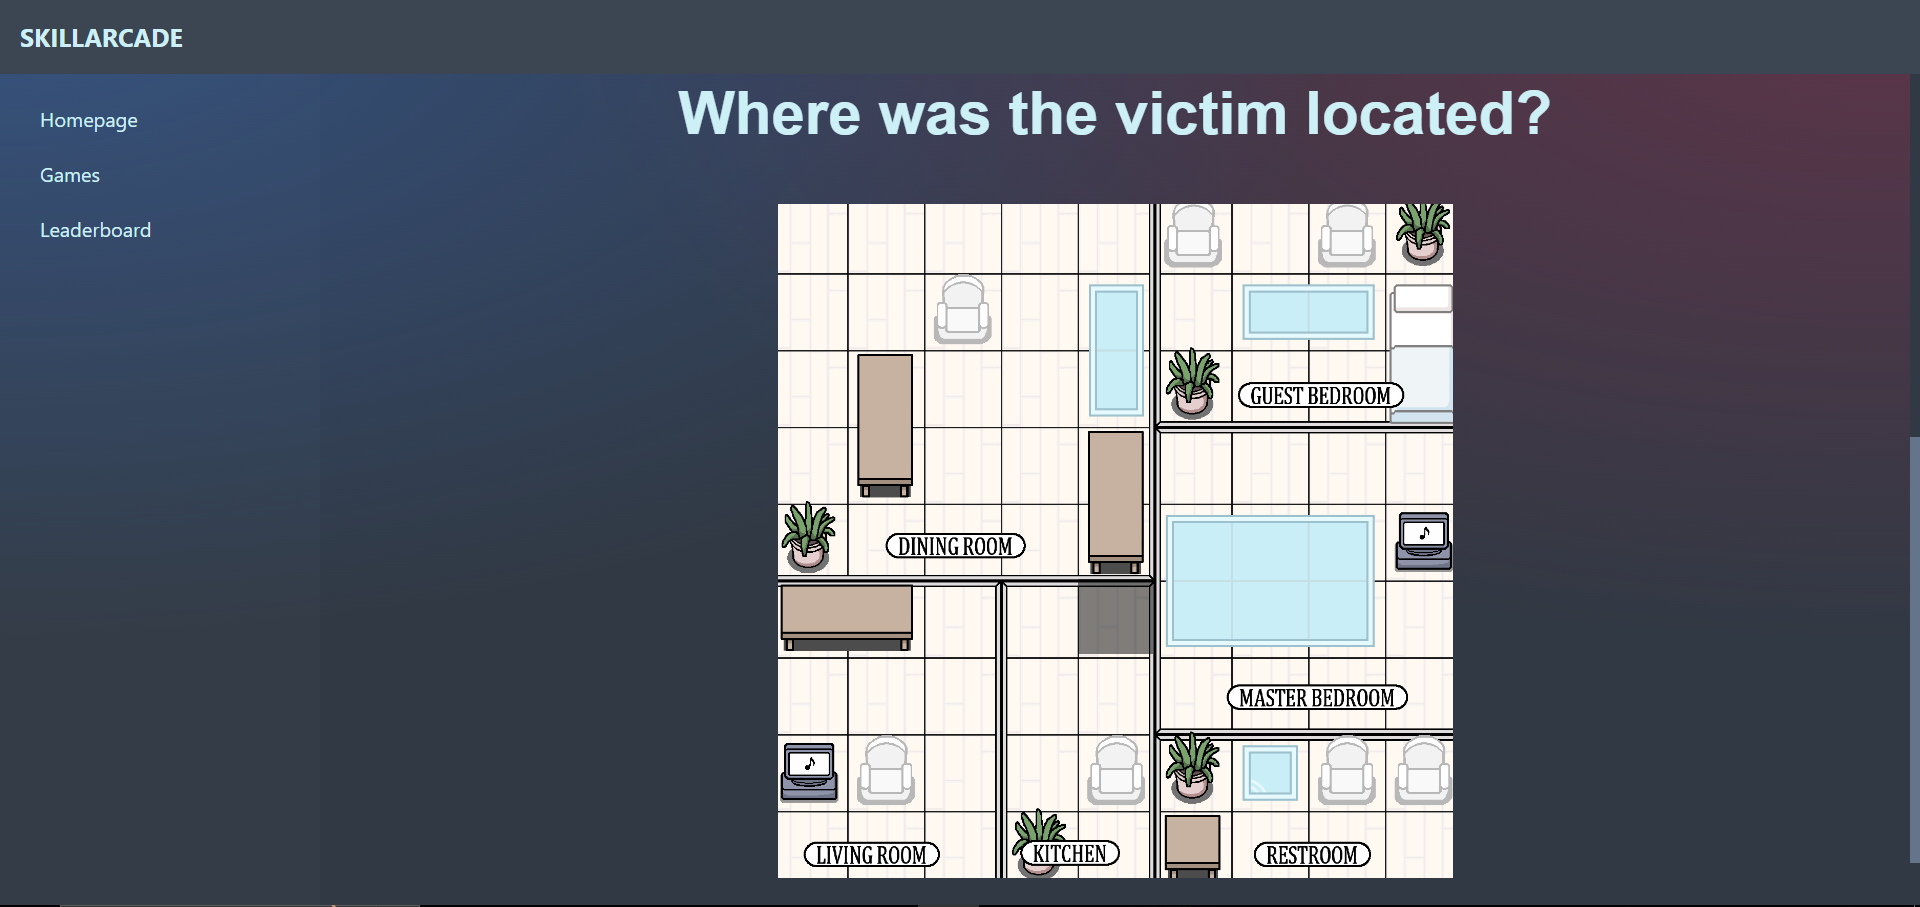 SKILLARCADE
Homepage
Games
Leaderboard
Where was the victim located?
GUEST BEDROOM
DINING ROOM
MASTER BEDROOM
LIVING ROOM
KITCHEN
RESTROOM